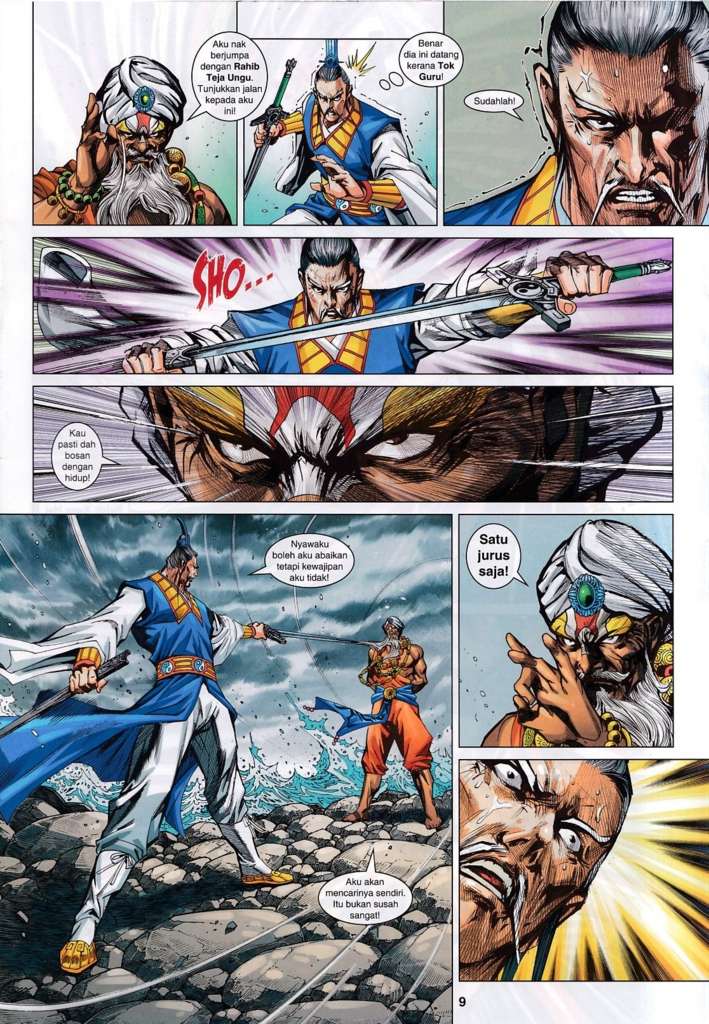 Aku nak
berjumpa
dengan Rahib
Teja Ungu.
Tunjukkan jalan
kepada aku
ini!
Benar
dia ini datang
kerana Tok
Guru!
Sudahlah!
SHO...
Kau
pasti dah
bosan
dengan
hidup!
Nyawaku
boleh aku abaikan
tetapi kewajipan
aku tidak!
Aku akan
mencarinya sendiri.
Itu bukan susah
sangat!
Satu
jurus
saja!
9